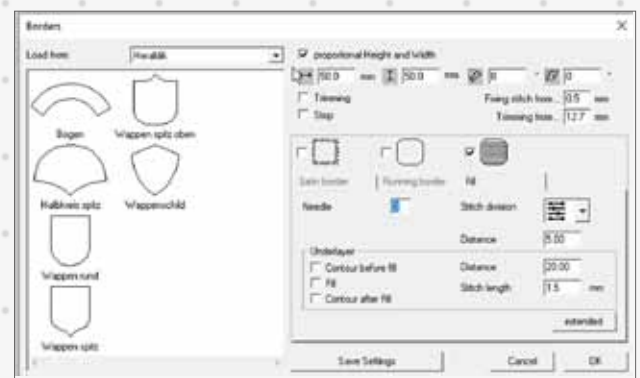 Borders
Load from:
Heraldik
Bogen
Wappen spitz oben
Halbkreis spitz
Wappenschild
Wappen rund
Wappen spitz
proportional Height and Width
50.0 mm
50.0 mm
0 °
0 °
Trimming
Stop
Fixing stitch from...
0.5 mm
Trimming from...
12.7 mm
Satin border
Running border
Fill
Needle
Stitch division
Distance
5.00
Underlayer
Contour before fill
Fill
Contour after fill
Distance
20.00
Stitch length
1.5 mm
extended
Save Settings
Cancel
OK